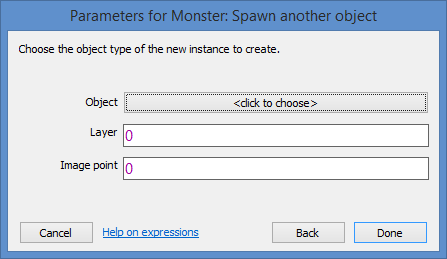 Parameters for Monster: Spawn another object
Choose the object type of the new instance to create.
Object <click to choose>
Layer 0
Image point 0
Cancel Help on expressions Back Done